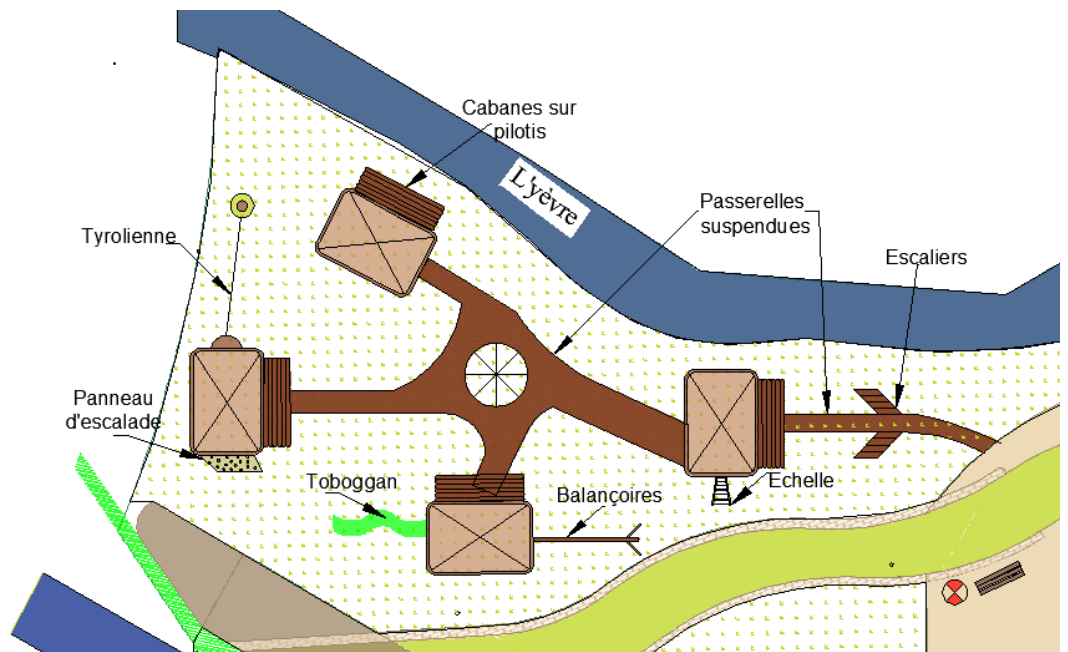 Cabanes sur
pilotis
L'yèvre
Passerelles
suspendues
Tyrolienne
Escaliers
Panneau
d'escalade
Toboggan
Balançoires
Echelle